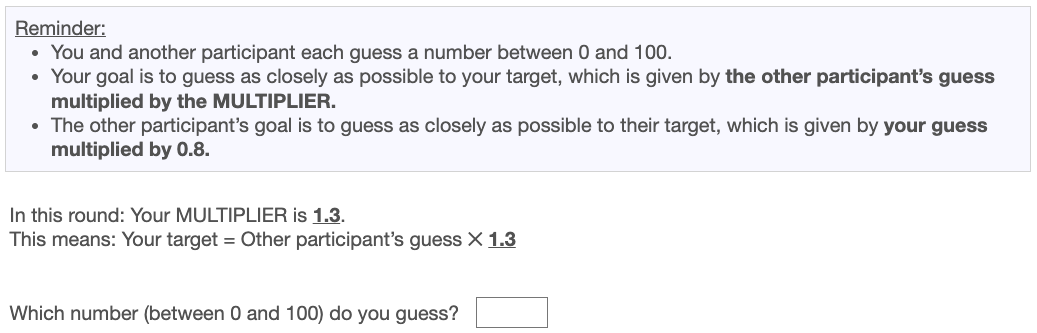 Reminder:
• You and another participant each guess a number between 0 and 100.
• Your goal is to guess as closely as possible to your target, which is given by the other participant's guess
multiplied by the MULTIPLIER.
• The other participant's goal is to guess as closely as possible to their target, which is given by your guess
multiplied by 0.8.
In this round: Your MULTIPLIER is 1.3.
This means: Your target = Other participant's guess × 1.3
Which number (between 0 and 100) do you guess?